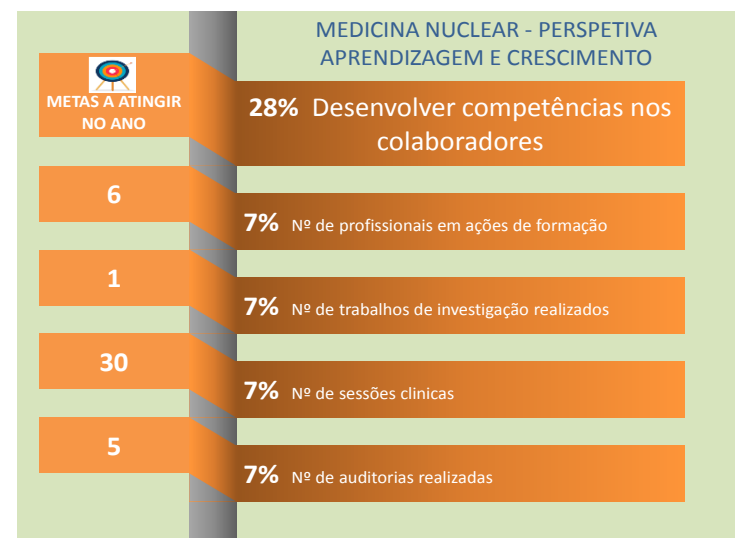 MEDICINA NUCLEAR - PERSPETIVA
APRENDIZAGEM E CRESCIMENTO
METAS A ATINGIR
NO ANO
28% Desenvolver competências nos
colaboradores
6
7% Nº de profissionais em ações de formação
1
7% Nº de trabalhos de investigação realizados
30
7% Nº de sessões clinicas
5
7% Nº de auditorias realizadas